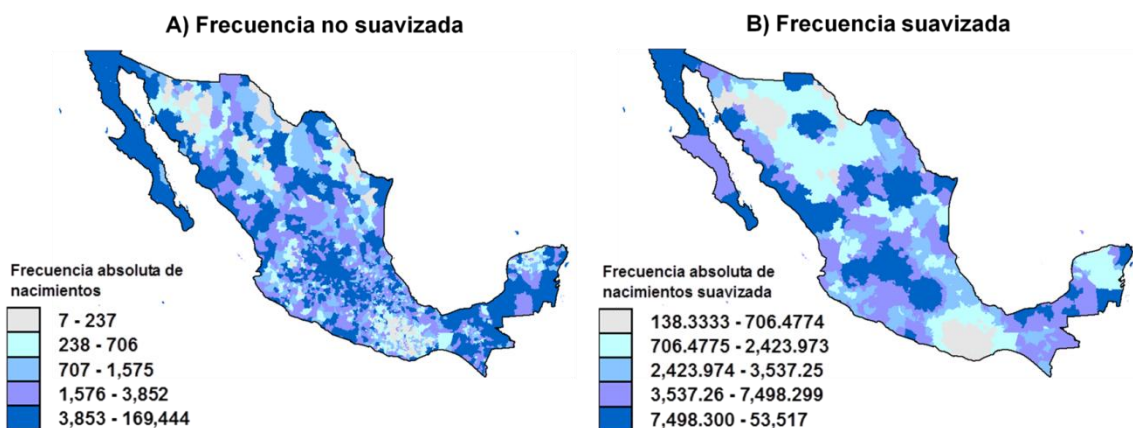 A) Frecuencia no suavizada
Frecuencia absoluta de
nacimientos
7 - 237
238 - 706
707 - 1,575
1,576 - 3,852
3,853 - 169,444
B) Frecuencia suavizada
Frecuencia absoluta de
nacimientos suavizada
138.3333 - 706.4774
706.4775 - 2,423.973
2,423.974 - 3,537.25
3,537.26 - 7,498.299
7,498.300 - 53,517